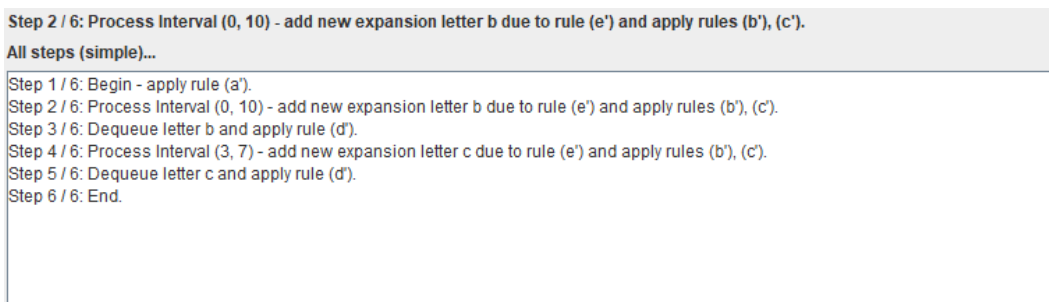 Step 2 / 6: Process Interval (0, 10) - add new expansion letter b due to rule (e') and apply rules (b'), (c').
All steps (simple)...
Step 1 / 6: Begin - apply rule (a').
Step 2 / 6: Process Interval (0, 10) - add new expansion letter b due to rule (e') and apply rules (b'), (c').
Step 3 / 6: Dequeue letter b and apply rule (d').
Step 4 / 6: Process Interval (3, 7) - add new expansion letter c due to rule (e') and apply rules (b'), (c').
Step 5 / 6: Dequeue letter c and apply rule (d').
Step 6 / 6: End.